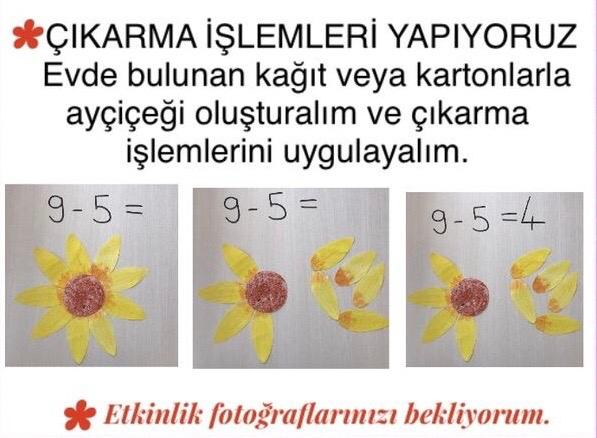 ÇIKARMA İŞLEMLERİ YAPIYORUZ
Evde bulunan kağıt veya kartonlarla
ayçiçeği oluşturalım ve çıkarma
işlemlerini uygulayalım.
9-5=
9-5=
9-5=4
Etkinlik fotoğraflarınızı bekliyorum.